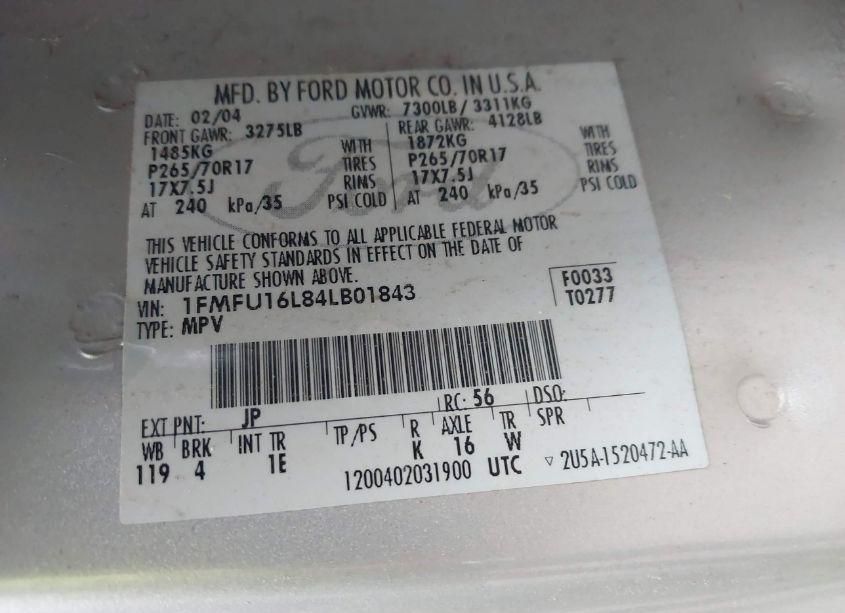 MFD. BY FORD MOTOR CO. IN U.S.A.
DATE: 02/04 GVWR: 7300LB / 3311KG
FRONT GAWR: 3275LB REAR GAWR: 4128LB
1485KG WITH 1872KG WITH
P265/70R17 TIRES P265/70R17 TIRES
17X7.5J RIMS 17X7.5J RIMS
AT 240 kPa/35 PSI COLD AT 240 kPa/35 PSI COLD
Ford
THIS VEHICLE CONFORMS TO ALL APPLICABLE FEDERAL MOTOR
VEHICLE SAFETY STANDARDS IN EFFECT ON THE DATE OF
MANUFACTURE SHOWN ABOVE.
VIN: 1FMFU16L84LB01843 F0033
TYPE: MPV T0277
EXT PNT: JP RC: 56 DSO:
WB BRK INT TR TP/PS R AXLE TR SPR
119 4 1E K 16 W
1200402031900 UTC ▽ 2U5A-1520472-AA